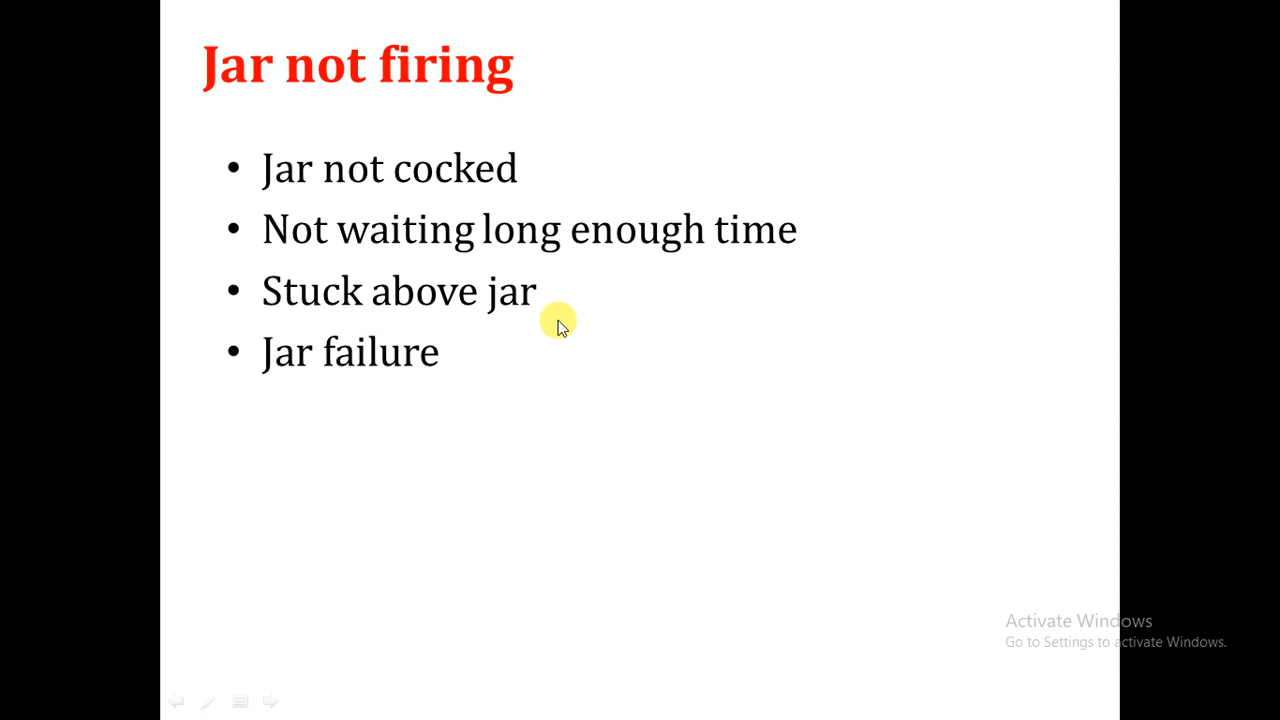 Jar not firing
• Jar not cocked
• Not waiting long enough time
• Stuck above jar
• Jar failure
Activate Windows
Go to Settings to activate Windows.